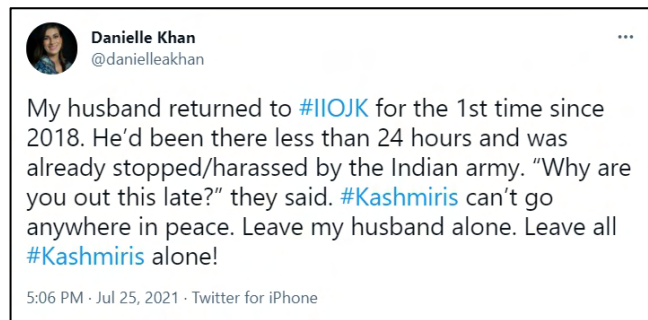 Danielle Khan
@danielleakhan
My husband returned to #IIOJK for the 1st time since
2018. He’d been there less than 24 hours and was
already stopped/harassed by the Indian army. “Why are
you out this late?” they said. #Kashmiris can’t go
anywhere in peace. Leave my husband alone. Leave all
#Kashmiris alone!
5:06 PM · Jul 25, 2021 · Twitter for iPhone